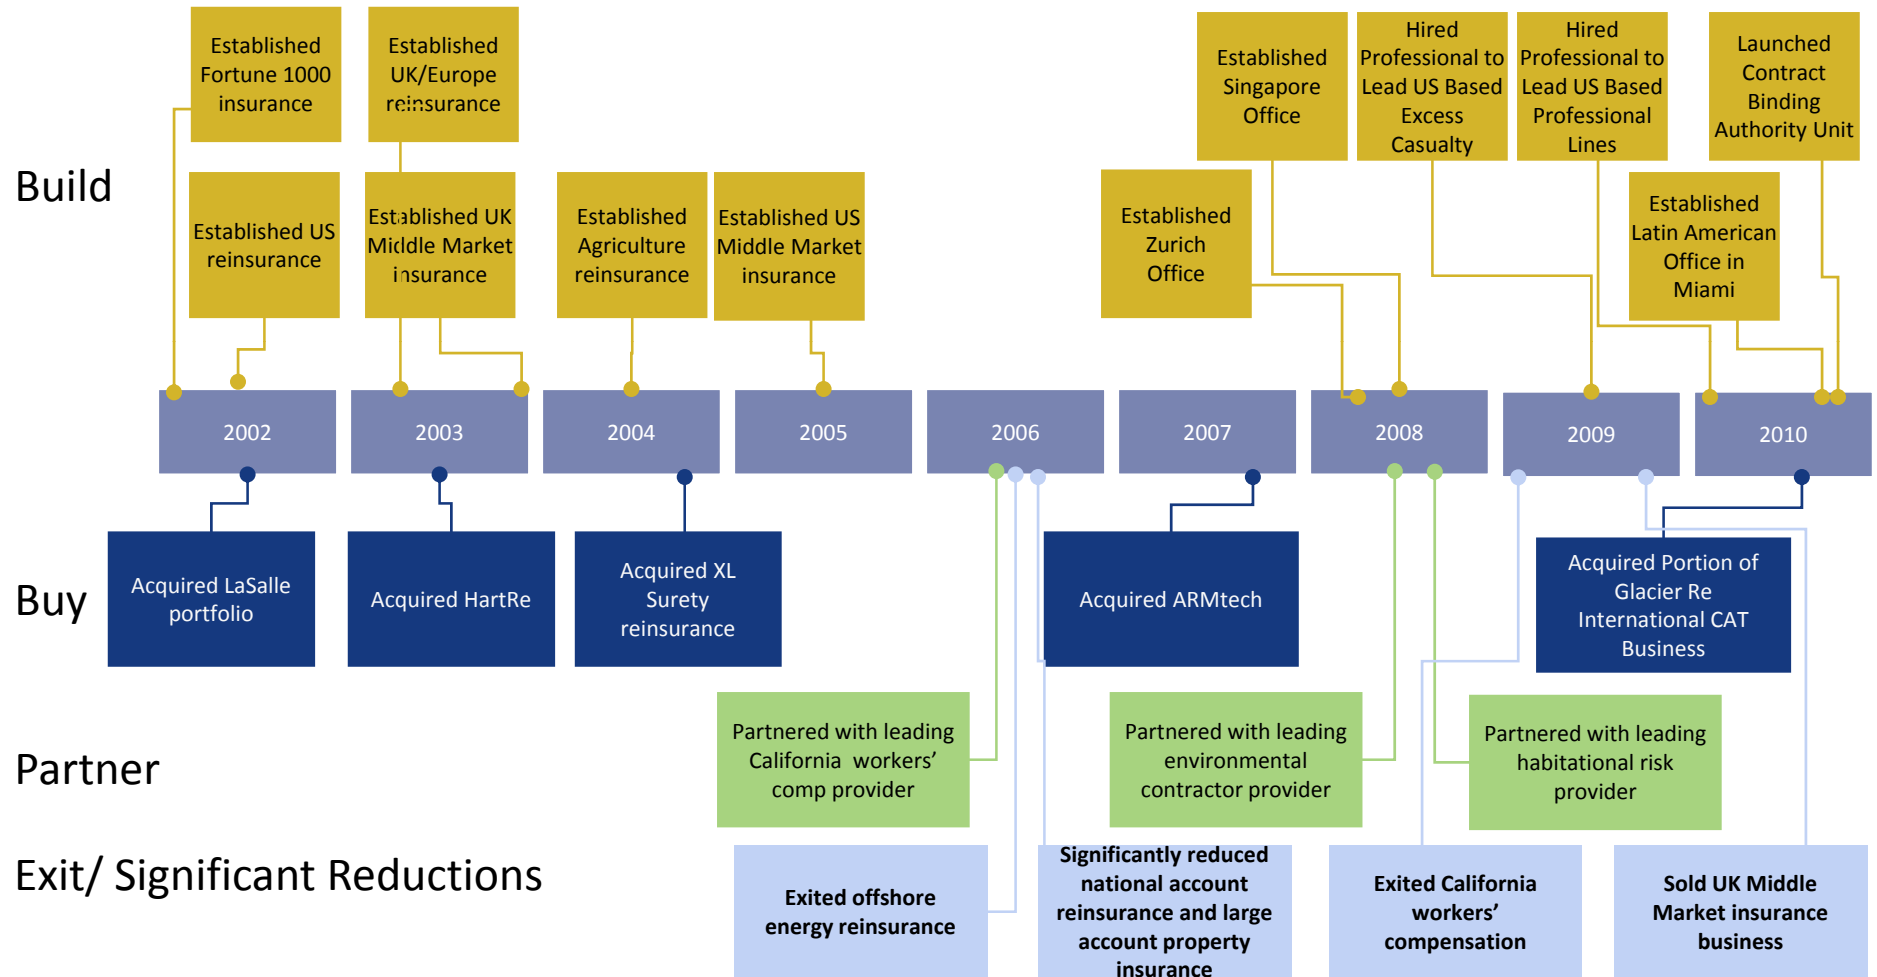 Build
Established
Fortune 1000
insurance
Established
UK/Europe
reinsurance
Established
Singapore
Office
Hired
Professional to
Lead US Based
Excess
Casualty
Hired
Professional to
Lead US Based
Professional
Lines
Launched
Contract
Binding
Authority Unit
Established US
reinsurance
Established UK
Middle Market
insurance
Established
Agriculture
reinsurance
Established US
Middle Market
insurance
Established
Zurich
Office
Established
Latin American
Office in
Miami
2002
2003
2004
2005
2006
2007
2008
2009
2010
Buy
Acquired LaSalle
portfolio
Acquired HartRe
Acquired XL
Surety
reinsurance
Acquired ARMtech
Acquired Portion of
Glacier Re
International CAT
Business
Partner
Partnered with leading
California workers’
comp provider
Partnered with leading
environmental
contractor provider
Partnered with leading
habitational risk
provider
Exit/ Significant Reductions
Exited offshore
energy reinsurance
Significantly reduced
national account
reinsurance and large
account property
insurance
Exited California
workers’
compensation
Sold UK Middle
Market insurance
business